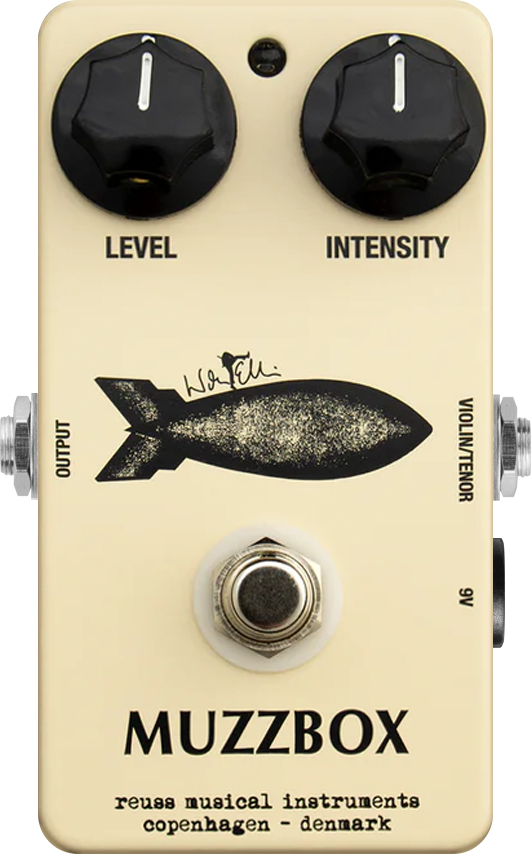 LEVEL
INTENSITY
OUTPUT
VIOLIN/TENOR
9V
MUZZBOX
reuss musical instruments
copenhagen - denmark